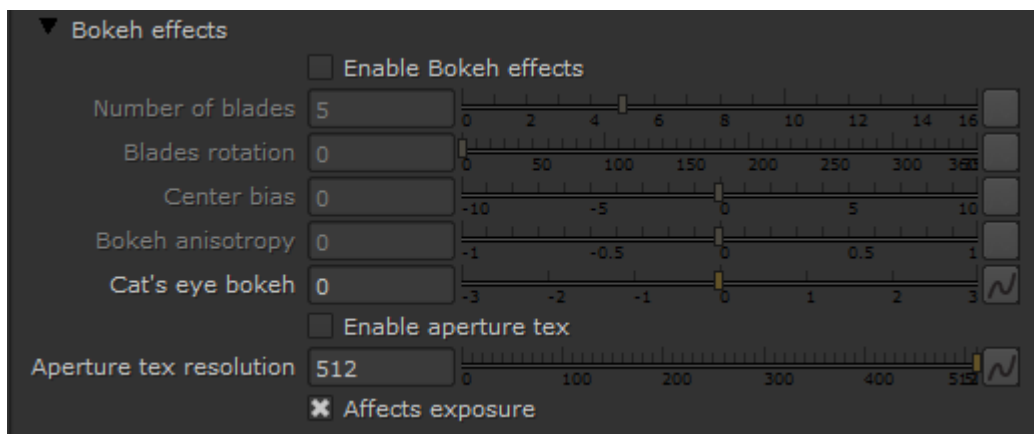 Bokeh effects
Enable Bokeh effects
Number of blades 5 0 2 4 6 8 10 12 14 16
Blades rotation 0 0 50 100 150 200 250 300
Center bias 0 -10 -5 0 5 10
Bokeh anisotropy 0 -1 -0.5 0 0.5 1
Cat's eye bokeh 0 -3 -2 -1 0 1 2 3
Enable aperture tex
Aperture tex resolution 512 0 100 200 300 400
Affects exposure